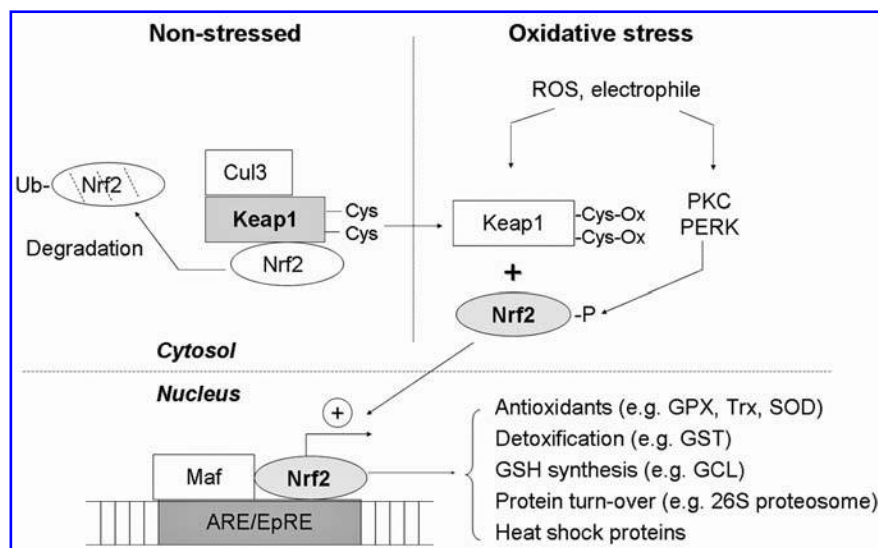 Non-stressed
Oxidative stress
ROS, electrophile
Cul3
Ub-
Nrf2
Keap1
Cys
Cys
Nrf2
Degradation
Keap1
-Cys-Ox
-Cys-Ox
PKC
PERK
+
Nrf2
-P
Cytosol
Nucleus
+
Maf
Nrf2
ARE/EpRE
Antioxidants (e.g. GPX, Trx, SOD)
Detoxification (e.g. GST)
GSH synthesis (e.g. GCL)
Protein turn-over (e.g. 26S proteosome)
Heat shock proteins